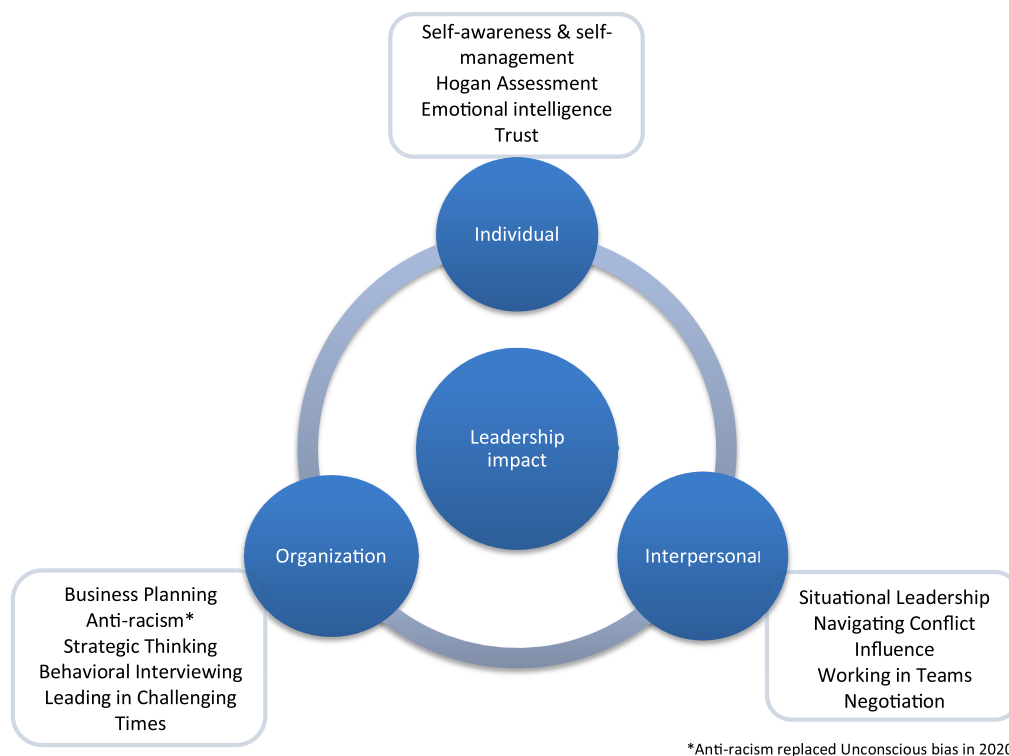 Self-awareness & self-
management
Hogan Assessment
Emotional intelligence
Trust
Individual
Leadership
impact
Organization
Interpersonal
Business Planning
Anti-racism*
Strategic Thinking
Behavioral Interviewing
Leading in Challenging
Times
Situational Leadership
Navigating Conflict
Influence
Working in Teams
Negotiation
*Anti-racism replaced Unconscious bias in 2020